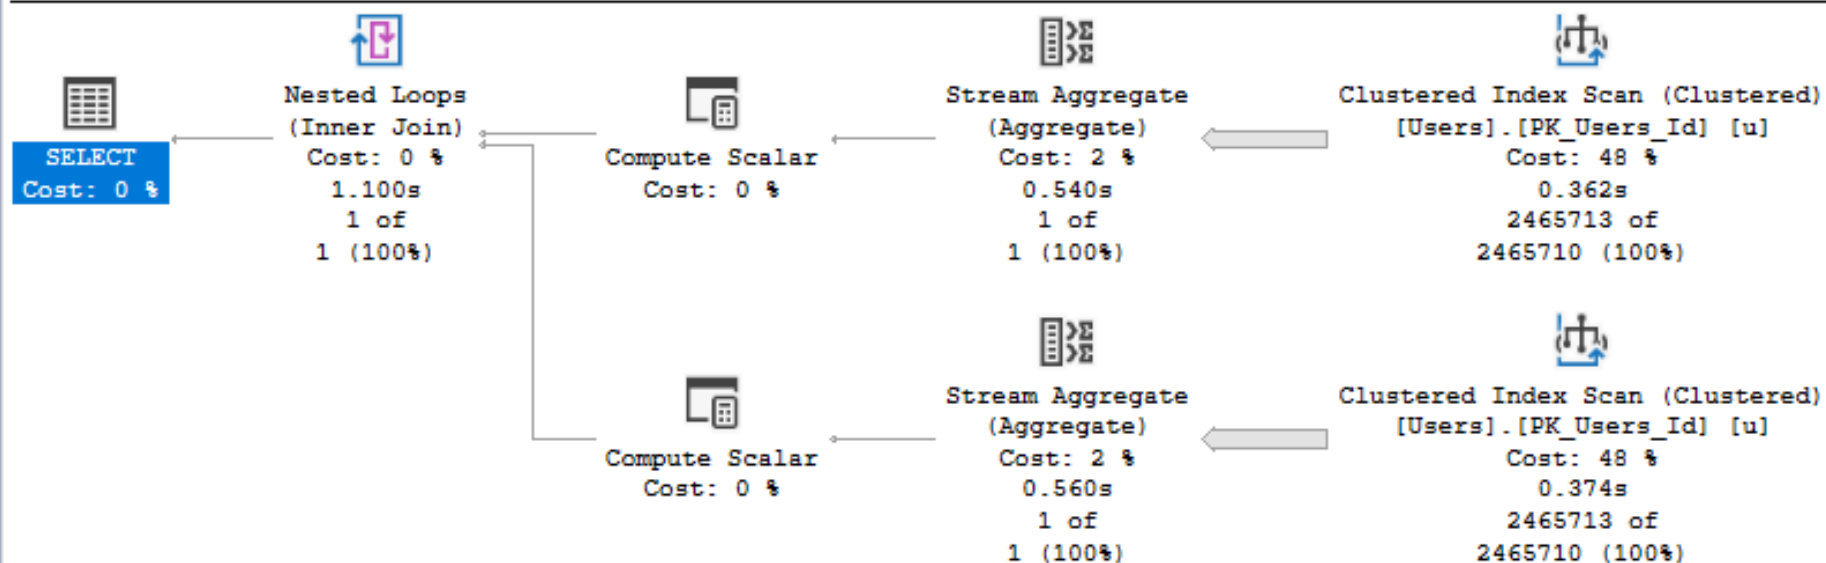 SELECT
Cost: 0 %
Nested Loops
(Inner Join)
Cost: 0 %
1.100s
1 of
1 (100%)
Compute Scalar
Cost: 0 %
Stream Aggregate
(Aggregate)
Cost: 2 %
0.540s
1 of
1 (100%)
Clustered Index Scan (Clustered)
[Users].[PK_Users_Id] [u]
Cost: 48 %
0.362s
2465713 of
2465710 (100%)
Compute Scalar
Cost: 0 %
Stream Aggregate
(Aggregate)
Cost: 2 %
0.560s
1 of
1 (100%)
Clustered Index Scan (Clustered)
[Users].[PK_Users_Id] [u]
Cost: 48 %
0.374s
2465713 of
2465710 (100%)